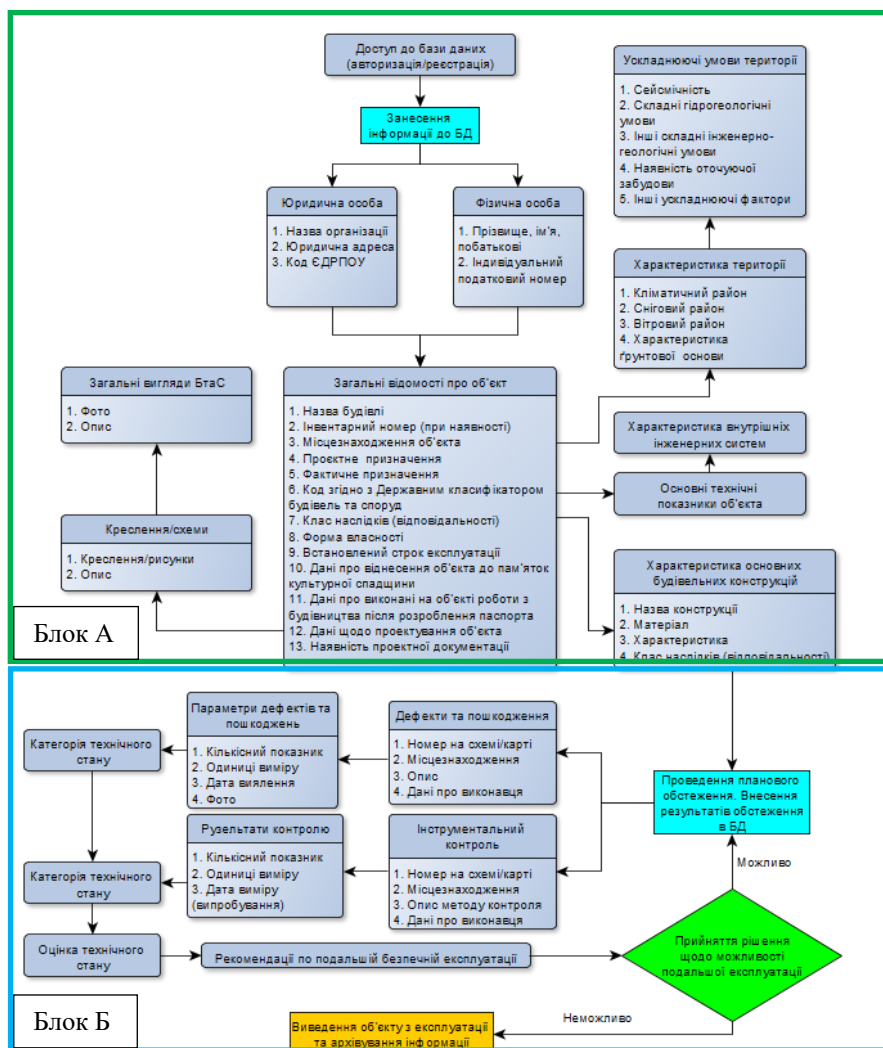 Доступ до бази даних
(авторизація/реєстрація)
Занесення
інформації до БД
Юридична особа
1. Назва організації
2. Юридична адреса
3. Код ЄДРПОУ
Фізична особа
1. Прізвище, ім'я,
побатькові
2. Індивідуальний
податковий номер
Ускладнюючі умови території
1. Сейсмічність
2. Складні гідрогеологічні
умови
3. Інші складні інженерно-
геологічні умови
4. Наявність оточуючої
забудови
5. Інші ускладнюючі фактори
Характеристика території
1. Кліматичний район
2. Сніговий район
3. Вітровий район
4. Характеристика
ґрунтової основи
Загальні вигляди БтаС
1. Фото
2. Опис
Загальні відомості про об'єкт
1. Назва будівлі
2. Інвентарний номер (при наявності)
3. Місцезнаходження об'єкта
4. Проєктне призначення
5. Фактичне призначення
6. Код згідно з Державним класифікатором
будівель та споруд
7. Клас наслідків (відповідальності)
8. Форма власності
9. Встановлений строк експлуатації
10. Дані про віднесення об'єкта до пам'яток
культурної спадщини
11. Дані про виконані на об'єкті роботи з
будівництва після розроблення паспорта
12. Дані щодо проектування об'єкта
13. Наявність проектної документації
Характеристика внутрішніх
інженерних систем
Основні технічні
показники об'єкта
Креслення/схеми
1. Креслення/рисунки
2. Опис
Характеристика основних
будівельних конструкцій
1. Назва конструкції
2. Матеріал
3. Характеристика
4. Клас наслідків (відповідальності)
Блок А
Параметри дефектів та
пошкоджень
1. Кількісний показник
2. Одиниці виміру
3. Дата виялення
4. Фото
Дефекти та пошкодження
1. Номер на схемі/карті
2. Місцезнаходження
3. Опис
4. Дані про виконавця
Категорія технічного
стану
Проведення планового
обстеження. Внесення
результатів обстеження
в БД
Рузельтати контролю
1. Кількісний показник
2. Одиниці виміру
3. Дата виміру
(випробування)
Інструментальний
контроль
1. Номер на схемі/карті
2. Місцезнаходження
3. Опис методу контроля
4. Дані про виконавця
Можливо
Категорія технічного
стану
Оцінка технічного
стану
Рекомендації по подальшій безпечній експлуатації
Прийняття рішення
щодо можливості
подальшої експлуатації
Неможливо
Виведення об'єкту з експлуатації
та архівування інформації
Блок Б